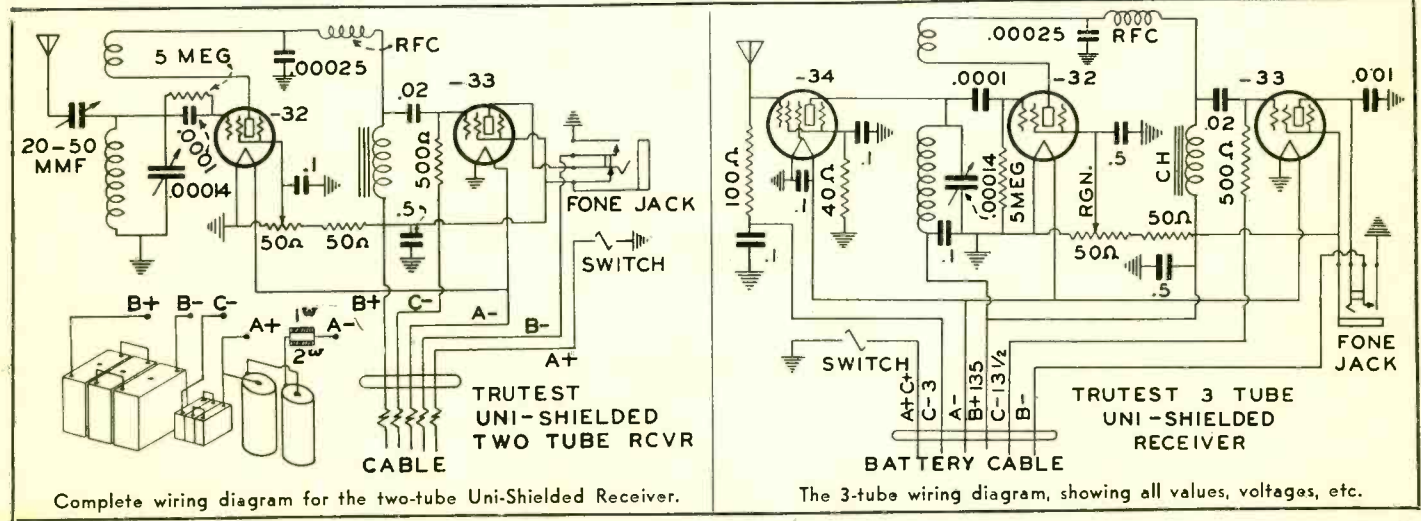 RFC
5 MEG
.00025
-33
.02
-32
20-50
MMF
.0001
.00014
500Ω
.1
FONE JACK
50Ω
50Ω
.5
SWITCH
B+
B-
C-
A+
1W
A-
2W
B+
C-
A-
B-
A+
TRUTEST
UNI-SHIELDED
TWO TUBE RCVR
CABLE
Complete wiring diagram for the two-tube Uni-Shielded Receiver.
.00025
RFC
-34
.0001
-32
-33
0.01
.02
100Ω
.1
.1
40Ω
.00014
5MEG
RGN.
.5
CH
500Ω
.1
.1
50Ω
50Ω
.5
SWITCH
FONE
JACK
A+C+
C-3
A-
B+135
C-13½
B-
TRUTEST 3 TUBE
UNI-SHIELDED
RECEIVER
BATTERY CABLE
The 3-tube wiring diagram, showing all values, voltages, etc.